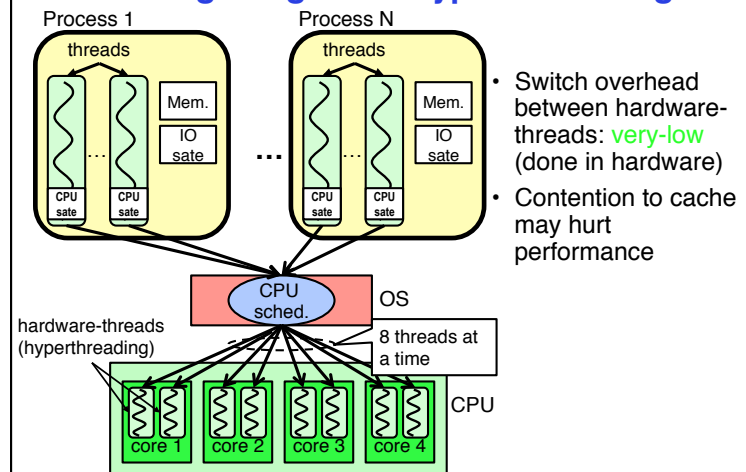 Process 1
Process N
threads
threads
Mem.
IO
sate
...
CPU
sate
CPU
sate
...
Mem.
IO
sate
...
CPU
sate
CPU
sate
• Switch overhead
between hardware-
threads: very-low
(done in hardware)
• Contention to cache
may hurt
performance
CPU
sched.
OS
hardware-threads
(hyperthreading)
8 threads at
a time
CPU
core 1
core 2
core 3
core 4